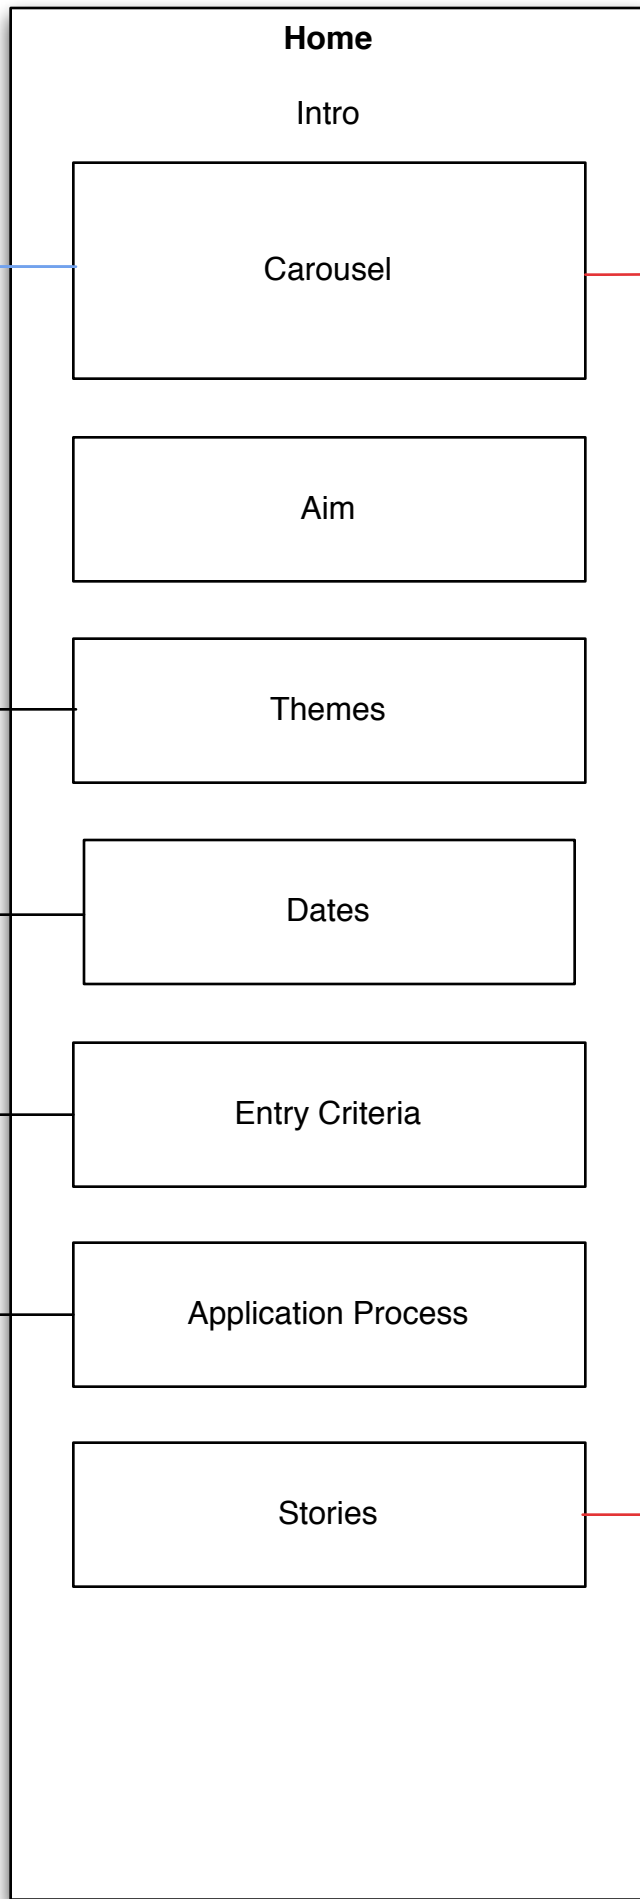 Home
Intro
Carousel
Aim
Themes
Dates
Entry Criteria
Application Process
Stories